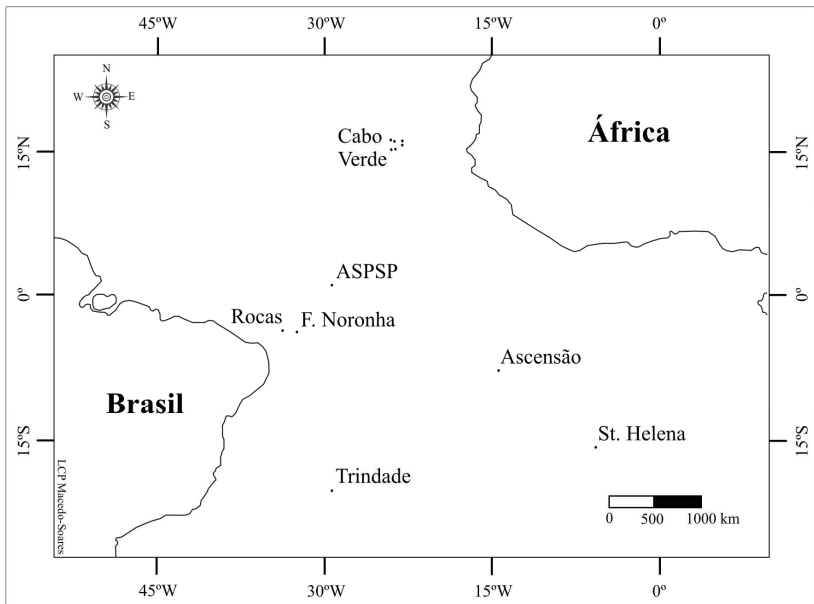 45ºW 30ºW 15ºW 0º
N
W E
S
Cabo
Verde
África
15ºN
15ºN
ASPSP
0º
0º
Rocas F. Noronha
Ascensão
Brasil
St. Helena
15ºS
15ºS
Trindade
LCP Macedo-Soares
0 500 1000 km
45ºW 30ºW 15ºW 0º